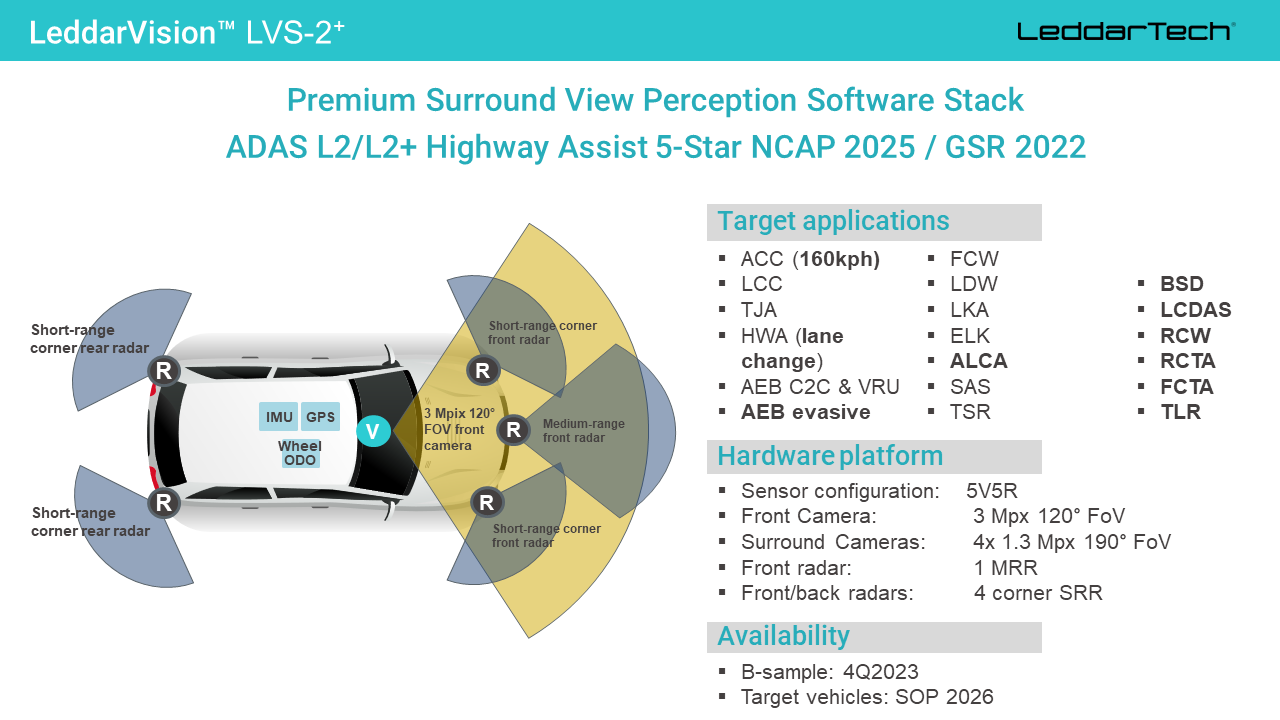 LeddarVision™ LVS-2+
LeddarTech®
Premium Surround View Perception Software Stack
ADAS L2/L2+ Highway Assist 5-Star NCAP 2025 / GSR 2022
Short-range
corner rear radar
R
Short-range
corner rear radar
R
IMU
GPS
Wheel
ODO
V
3 Mpix 120°
FOV front
camera
Short-range corner
front radar
R
Medium-range
front radar
R
Short-range corner
front radar
R
Target applications
▪ ACC (160kph)
▪ LCC
▪ TJA
▪ HWA (lane
change)
▪ AEB C2C & VRU
▪ AEB evasive
▪ FCW
▪ LDW
▪ LKA
▪ ELK
▪ ALCA
▪ SAS
▪ TSR
▪ BSD
▪ LCDAS
▪ RCW
▪ RCTA
▪ FCTA
▪ TLR
Hardware platform
▪ Sensor configuration: 5V5R
▪ Front Camera: 3 Mpx 120° FoV
▪ Surround Cameras: 4x 1.3 Mpx 190° FoV
▪ Front radar: 1 MRR
▪ Front/back radars: 4 corner SRR
Availability
▪ B-sample: 4Q2023
▪ Target vehicles: SOP 2026